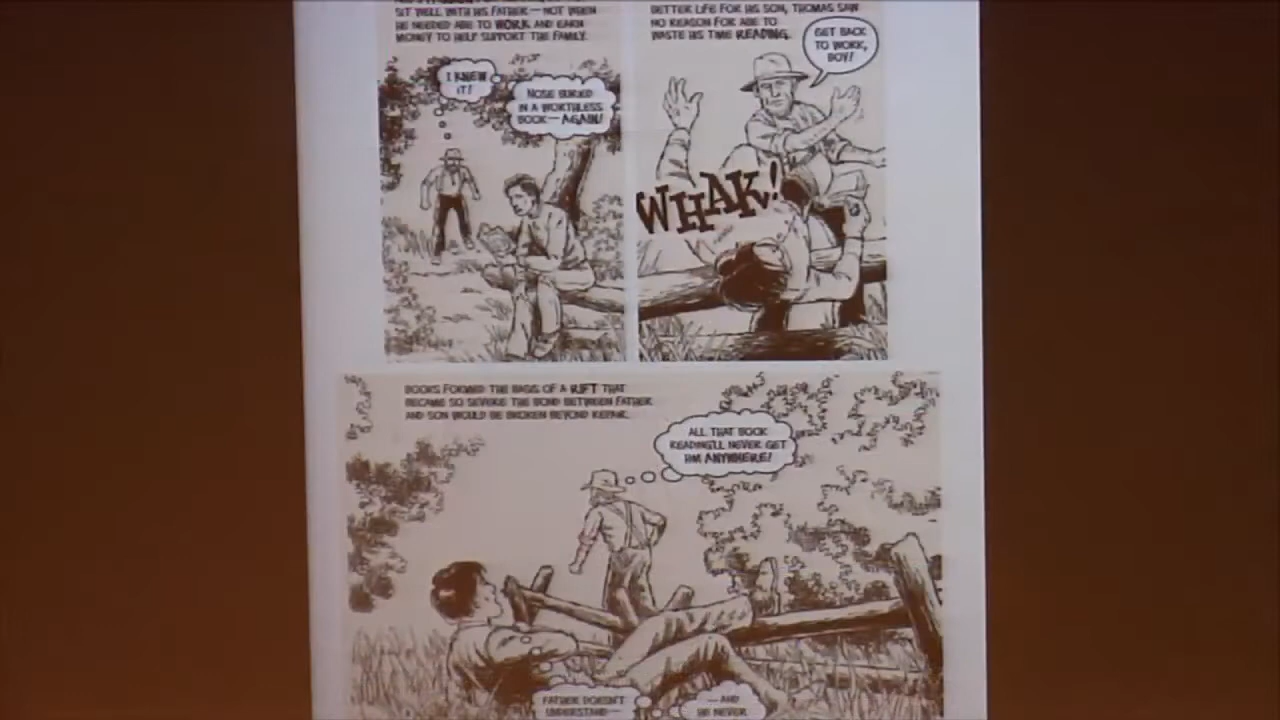 SIT WELL WITH HIS FATHER — NOT WHEN
HE NEEDED ABE TO WORK AND EARN
MONEY TO HELP SUPPORT THE FAMILY.
I KNEW
IT!
NOSE BURIED
IN A WORTHLESS
BOOK — AGAIN!
BETTER LIFE FOR HIS SON, THOMAS SAW
NO REASON FOR ABE TO
WASTE HIS TIME READING.
GET BACK
TO WORK,
BOY!
WHAK!
BOOKS FORMED THE BASIS OF A RIFT THAT
BECAME SO SEVERE THE BOND BETWEEN FATHER
AND SON WOULD BE BROKEN BEYOND REPAIR.
ALL THAT BOOK
READING'LL NEVER GET
HIM ANYWHERE!
FATHER DOESN'T
UNDERSTAND —
— AND
HE NEVER